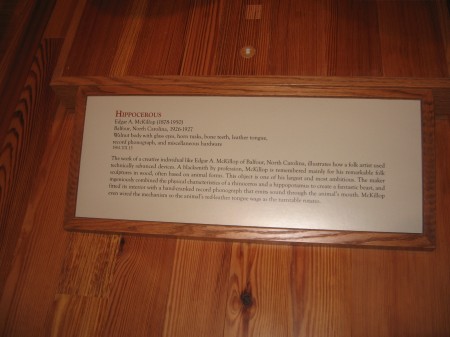 HIPPOCEROUS
Edgar A. McKillop (1878-1950)
Balfour, North Carolina, 1926-1937
Walnut body with glass eyes, horn tusks, bone teeth, leather tongue,
record phonograph, and miscellaneous hardware
The work of a creative individual like Edgar A. McKillop of Balfour, North Carolina, illustrates how a folk artist used
technically advanced devices. A blacksmith by profession, McKillop is remembered mainly for his remarkable folk
sculptures in wood, often based on animal forms. This object is one of his largest and most ambitious. The maker
ingeniously combined the physical characteristics of a rhinoceros and a hippopotamus to create a fantastic beast, and
fitted its interior with a hand-cranked record phonograph that emits sound through the animal's mouth. McKillop
even wired the mechanism so the animal's red-leather tongue wags as the turntable rotates.